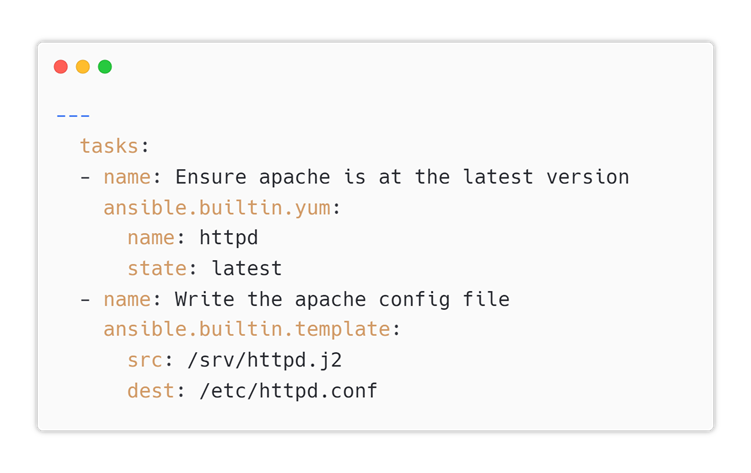 ---
  tasks:
  - name: Ensure apache is at the latest version
    ansible.builtin.yum:
      name: httpd
      state: latest
  - name: Write the apache config file
    ansible.builtin.template:
      src: /srv/httpd.j2
      dest: /etc/httpd.conf